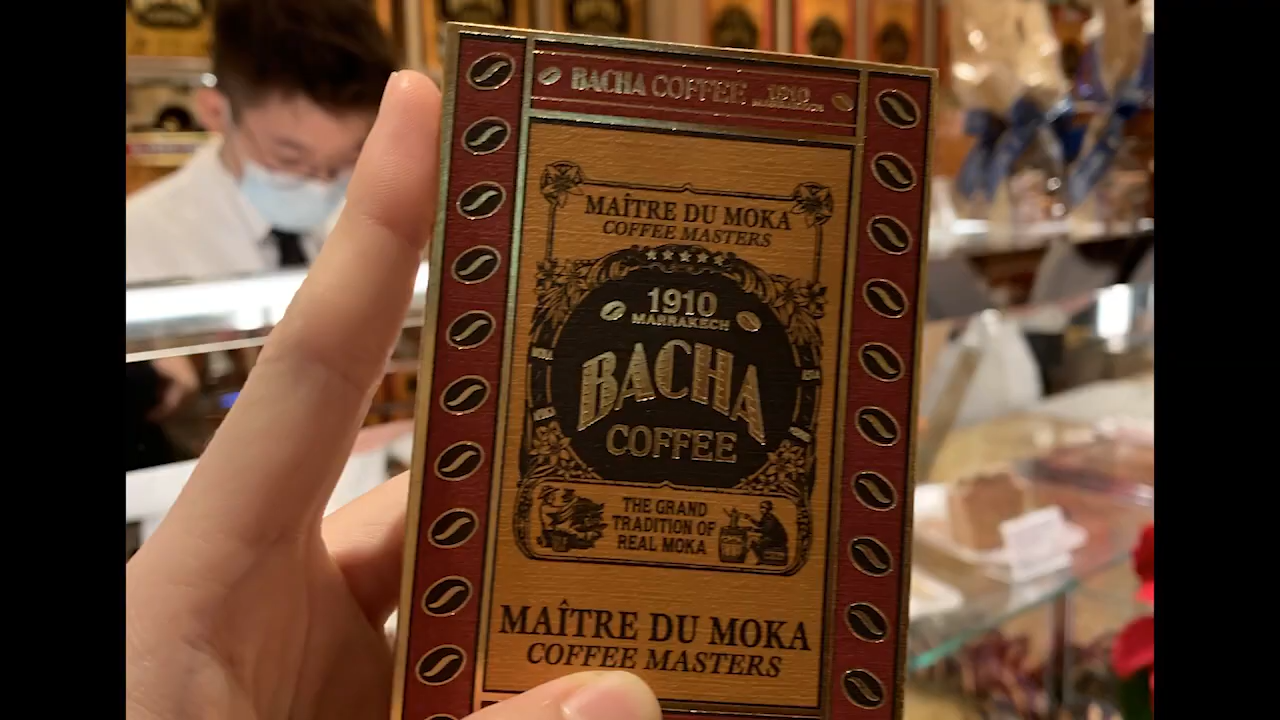 BACHA COFFEE 1910
MARRAKECH
MAÎTRE DU MOKA
COFFEE MASTERS
1910
MARRAKECH
BACHA
COFFEE
THE GRAND
TRADITION OF
REAL MOKA
MAÎTRE DU MOKA
COFFEE MASTERS